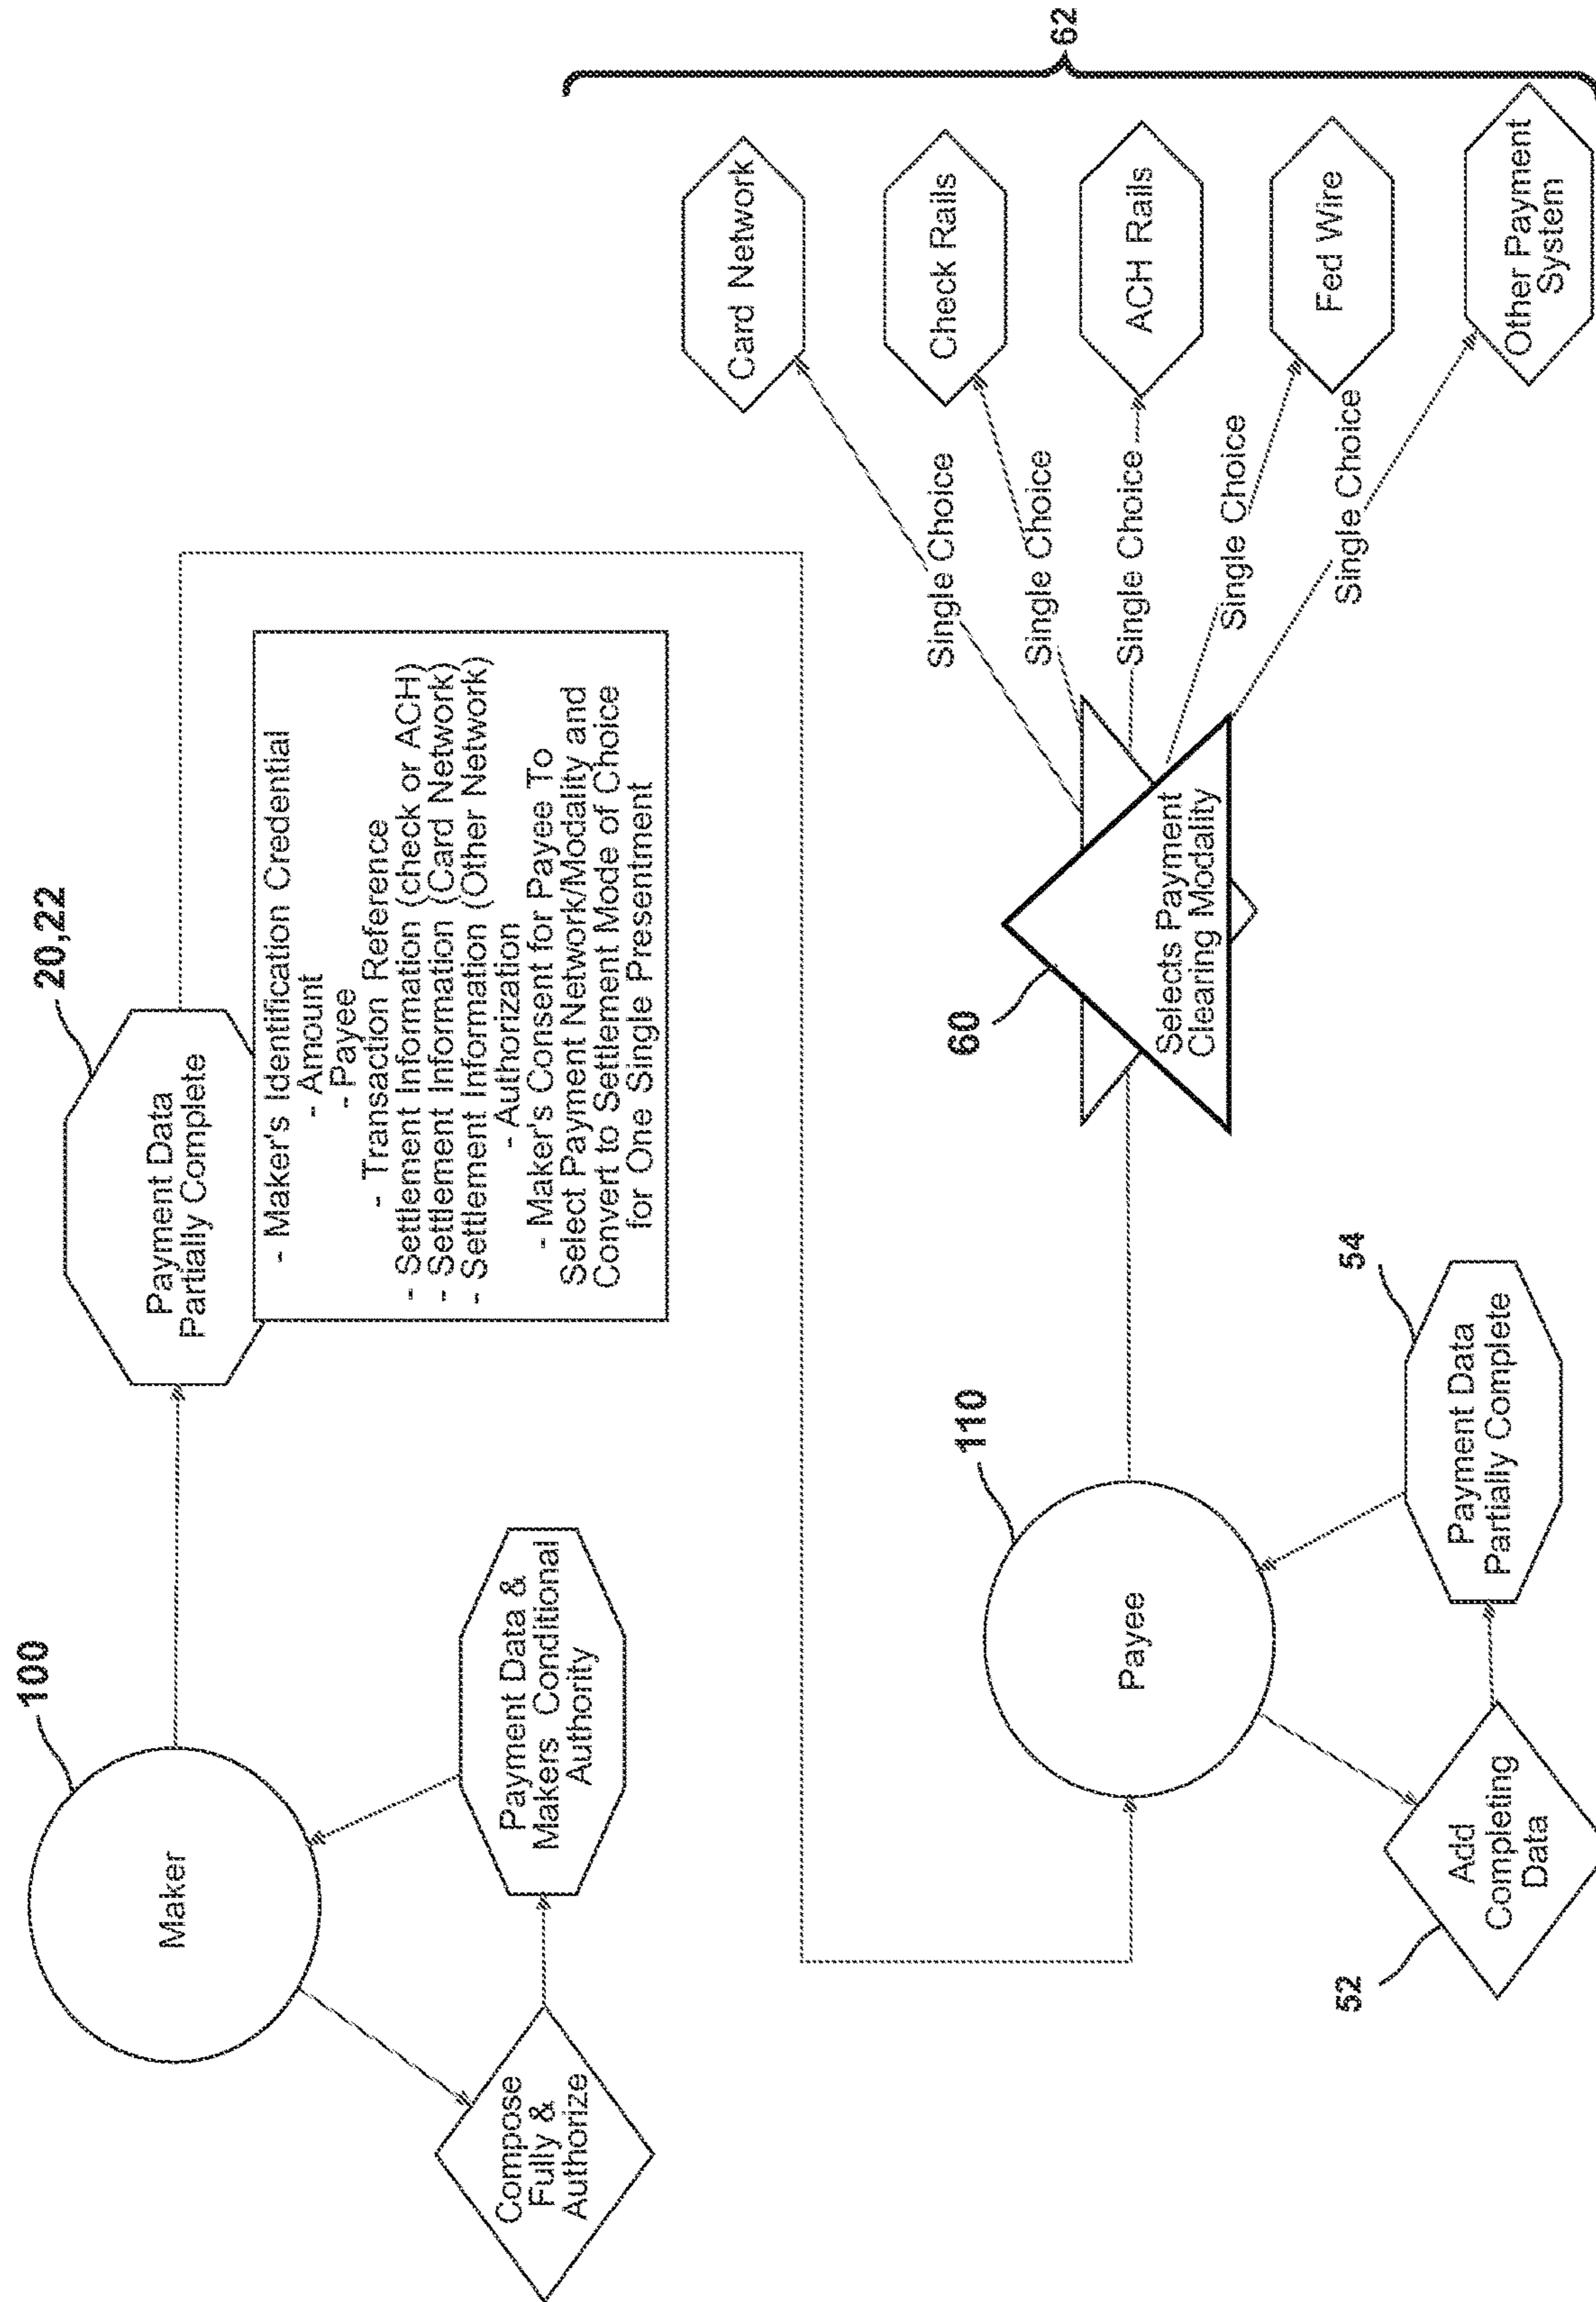 100
Maker
Compose
Fully &
Authorize
Payment Data &
Makers Conditional
Authority
20,22
Payment Data
Partially Complete
- Maker's Identification Credential
- Amount
- Payee
- Transaction Reference
- Settlement Information (check or ACH)
- Settlement Information (Card Network)
- Settlement Information (Other Network)
- Authorization
- Maker's Consent for Payee To
Select Payment Network/Modality and
Convert to Settlement Mode of Choice
for One Single Presentment
110
Payee
52
Add
Completing
Data
54
Payment Data
Partially Complete
60
Selects Payment
Clearing Modality
Single Choice
Single Choice
Single Choice
Single Choice
Single Choice
Card Network
Check Rails
ACH Rails
Fed Wire
Other Payment
System
62